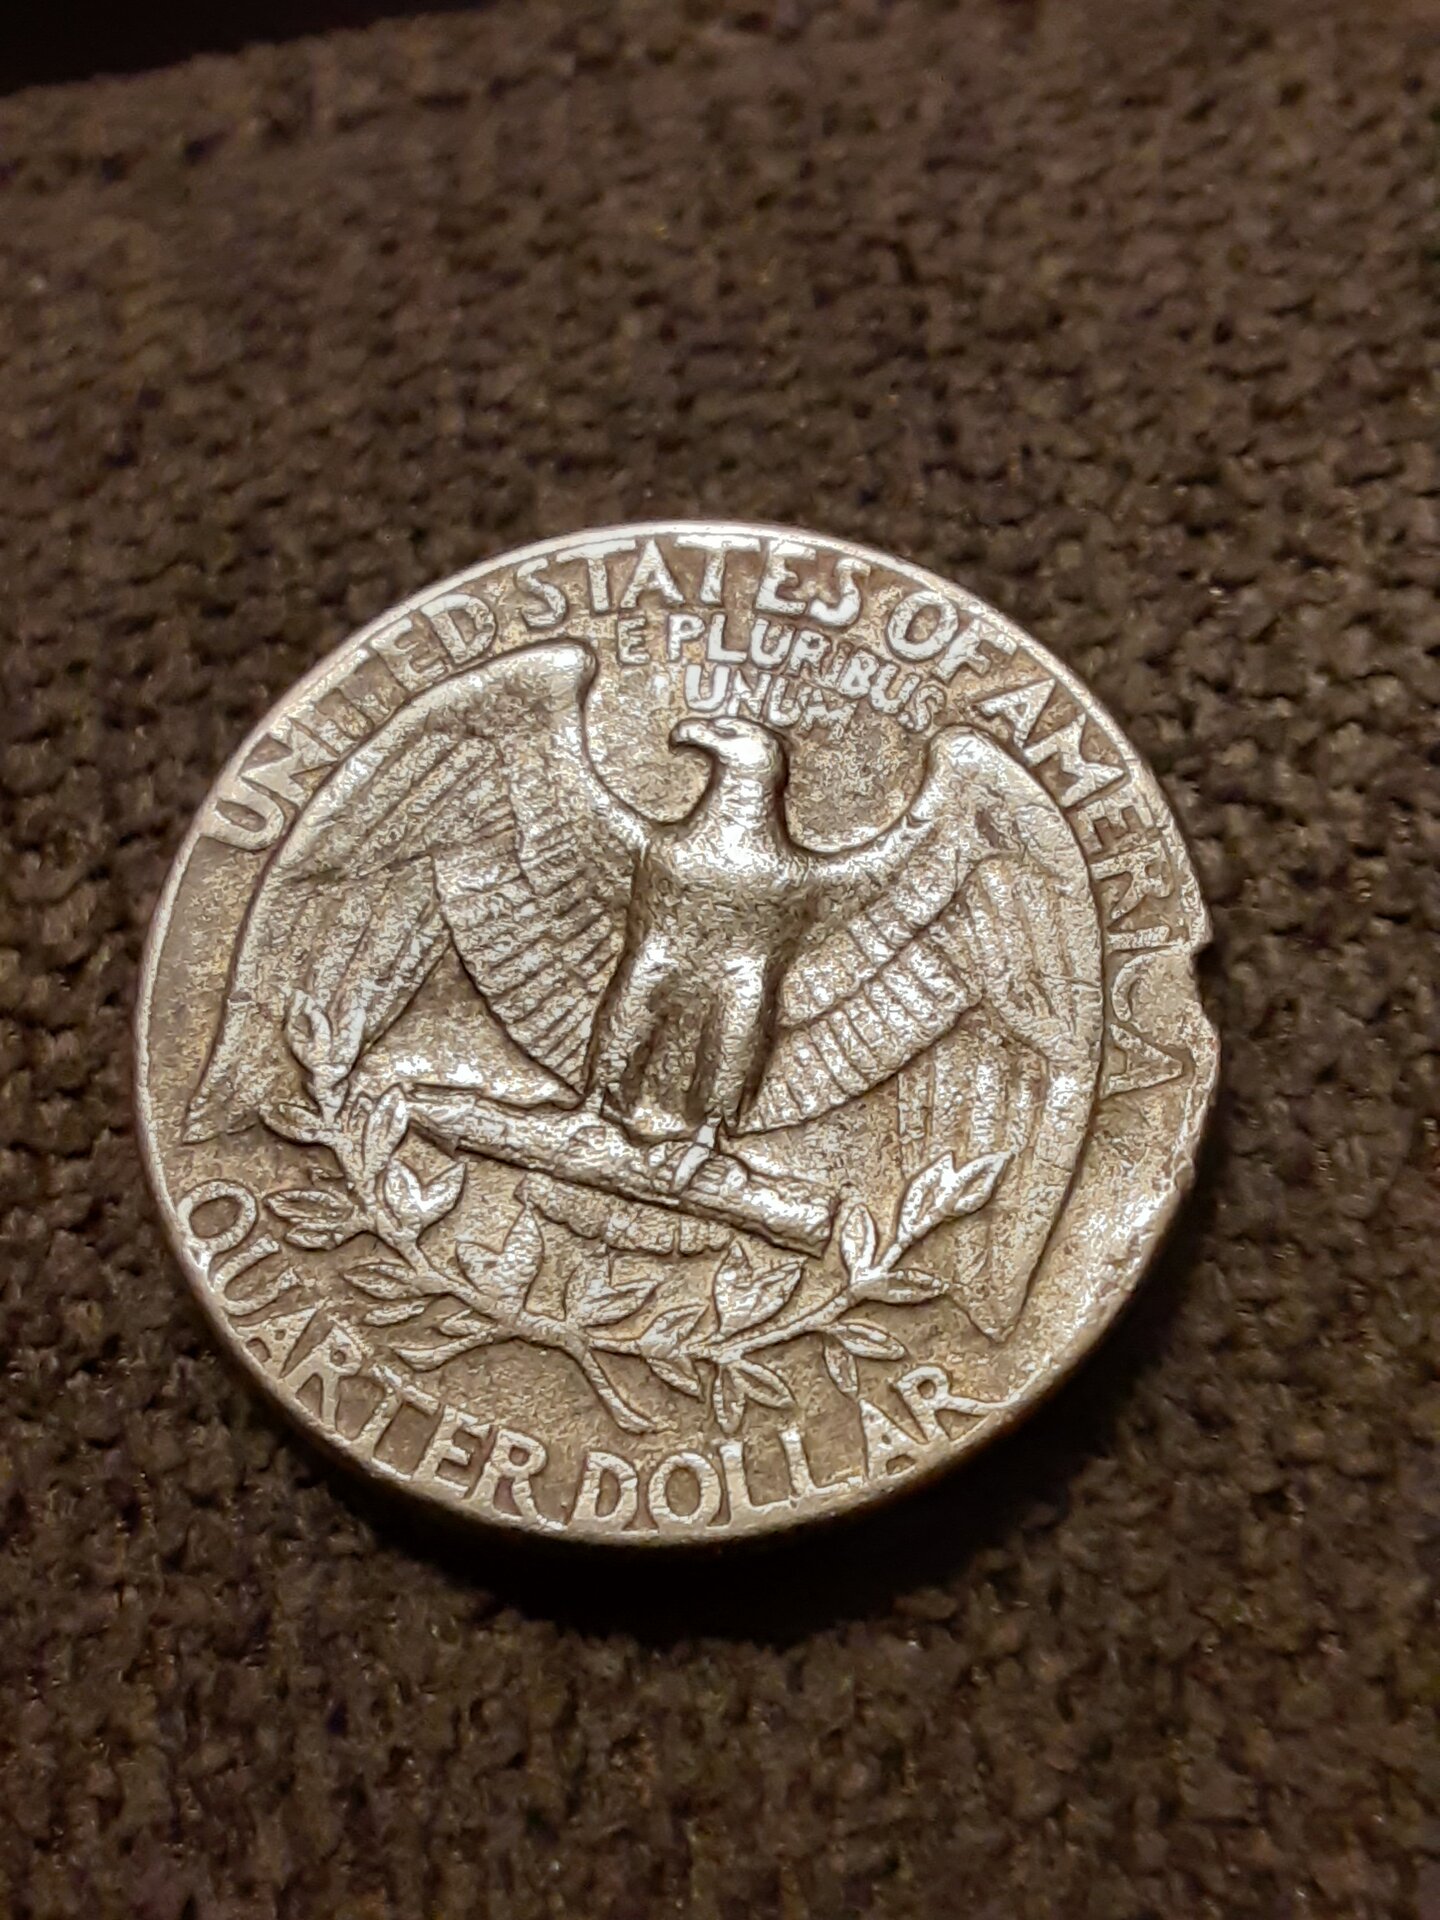 UNITED STATES OF AMERICA
E PLURIBUS
UNUM
QUARTER DOLLAR